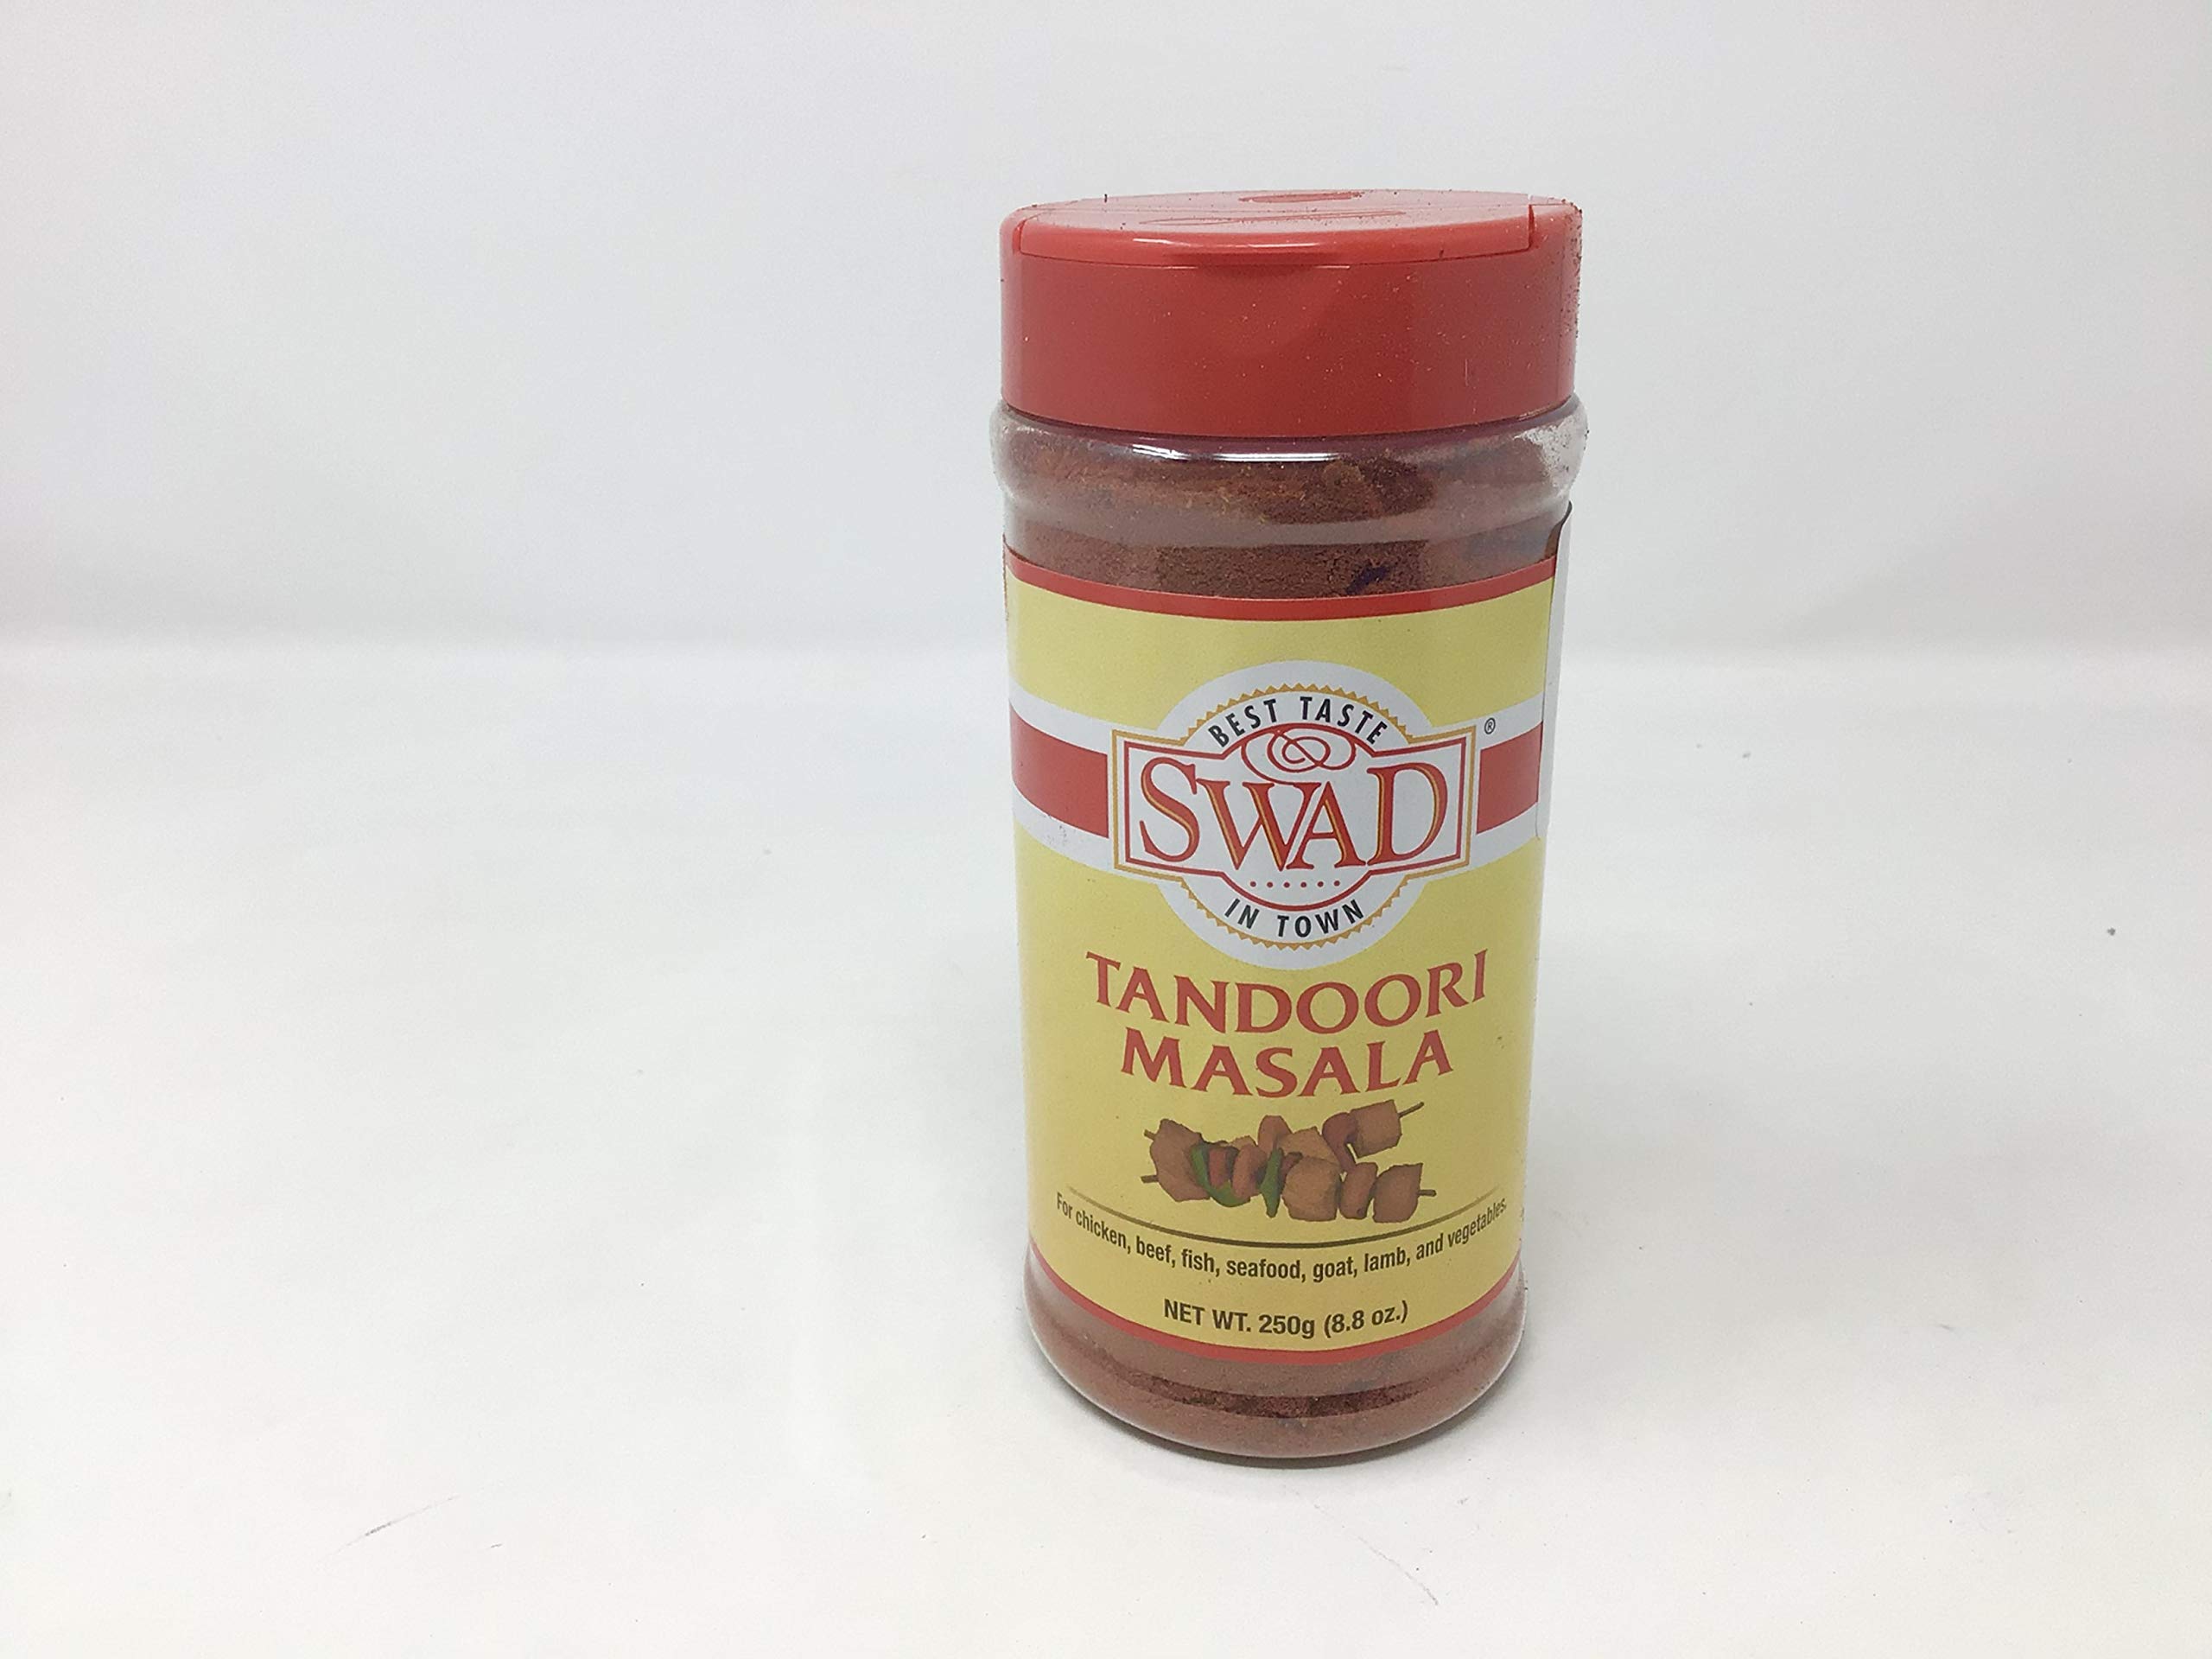 BEST TASTE
SWAD®
IN TOWN
TANDOORI
MASALA
For chicken, beef, fish, seafood, goat, lamb, and vegetables.
NET WT. 250g (8.8 oz.)